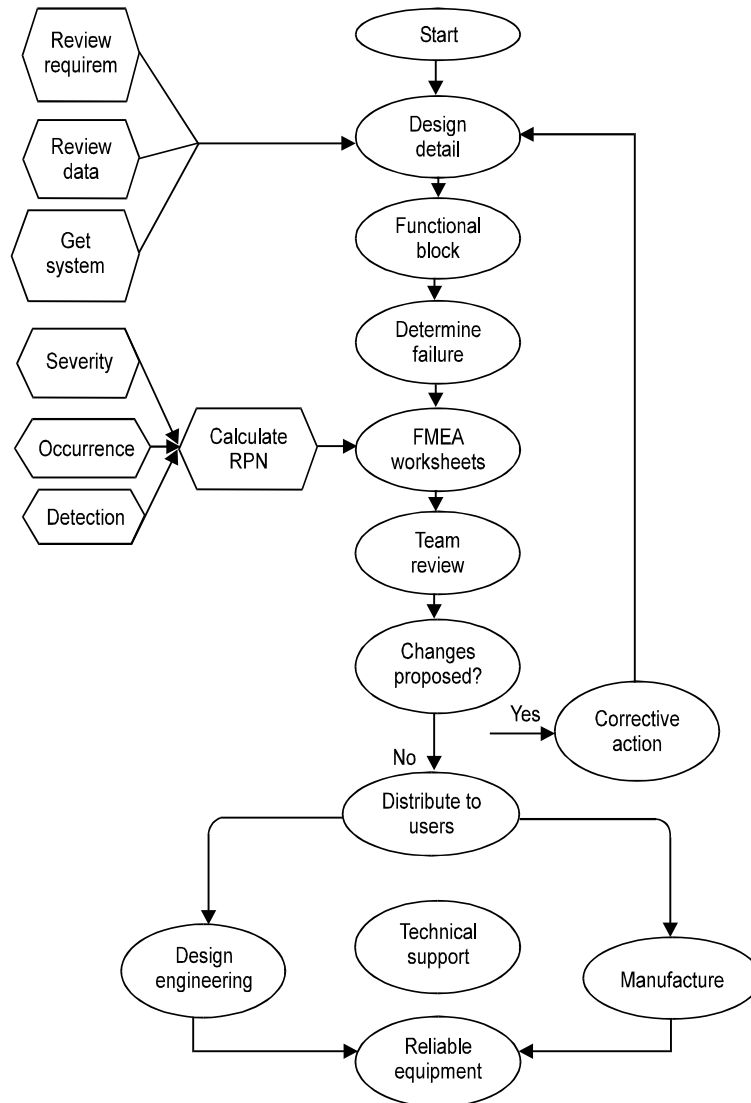 Review
requirem
Start
Review
data
Design
detail
Get
system
Functional
block
Severity
Determine
failure
Occurrence
Calculate
RPN
FMEA
worksheets
Detection
Team
review
Changes
proposed?
Yes
Corrective
action
No
Distribute to
users
Design
engineering
Technical
support
Manufacture
Reliable
equipment